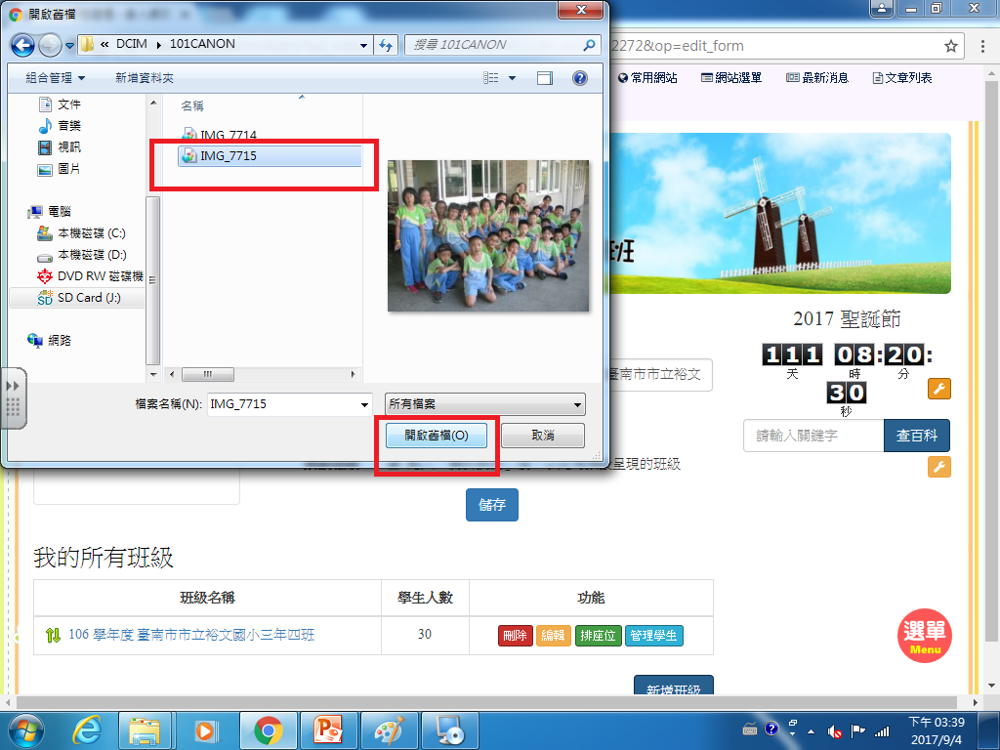 開啟舊檔
« DCIM ▸ 101CANON
搜尋 101CANON
2272&op=edit_form
組合管理
新增資料夾
常用網站
網站選單
最新消息
文章列表
文件
音樂
視訊
圖片
電腦
本機磁碟 (C:)
本機磁碟 (D:)
DVD RW 磁碟機
SD Card (J:)
網路
名稱
IMG_7714
IMG_7715
班
2017 聖誕節
111 08:20:
天 時 分
30
秒
檔案名稱(N):
IMG_7715
所有檔案
開啟舊檔(O)
取消
臺南市市立裕文
請輸入關鍵字
查百科
呈現的班級
儲存
我的所有班級
班級名稱
學生人數
功能
106 學年度 臺南市市立裕文國小三年四班
30
刪除
編輯
排座位
管理學生
新增班級
選單
Menu
下午 03:39
2017/9/4